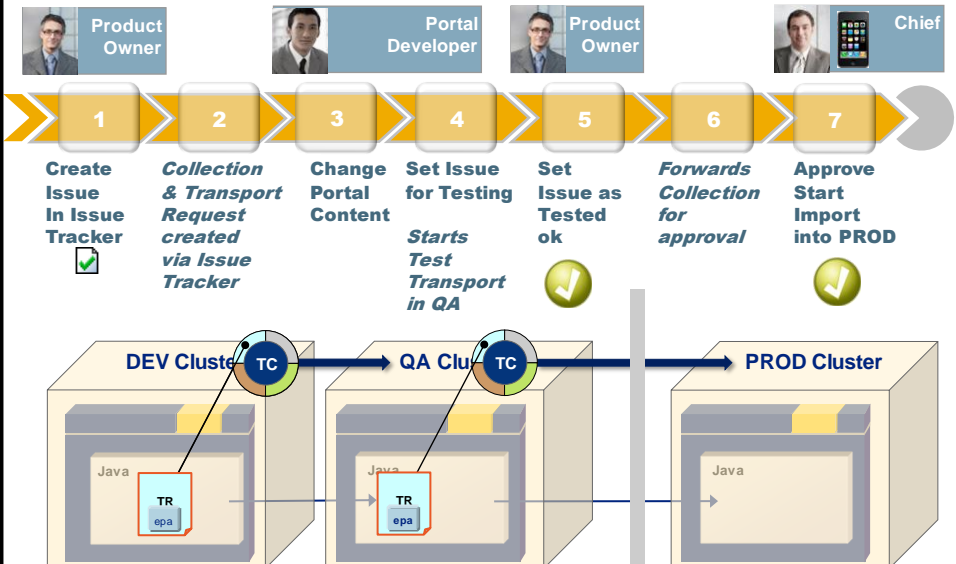 Product
Owner
Portal
Developer
Product
Owner
Chief
1
2
3
4
5
6
7
Create
Issue
In Issue
Tracker
Collection
& Transport
Request
created
via Issue
Tracker
Change
Portal
Content
Set Issue
for Testing
Starts
Test
Transport
in QA
Set
Issue as
Tested
ok
Forwards
Collection
for
approval
Approve
Start
Import
into PROD
DEV Cluste
TC
QA Clu
TC
PROD Cluster
Java
TR
epa
Java
TR
epa
Java